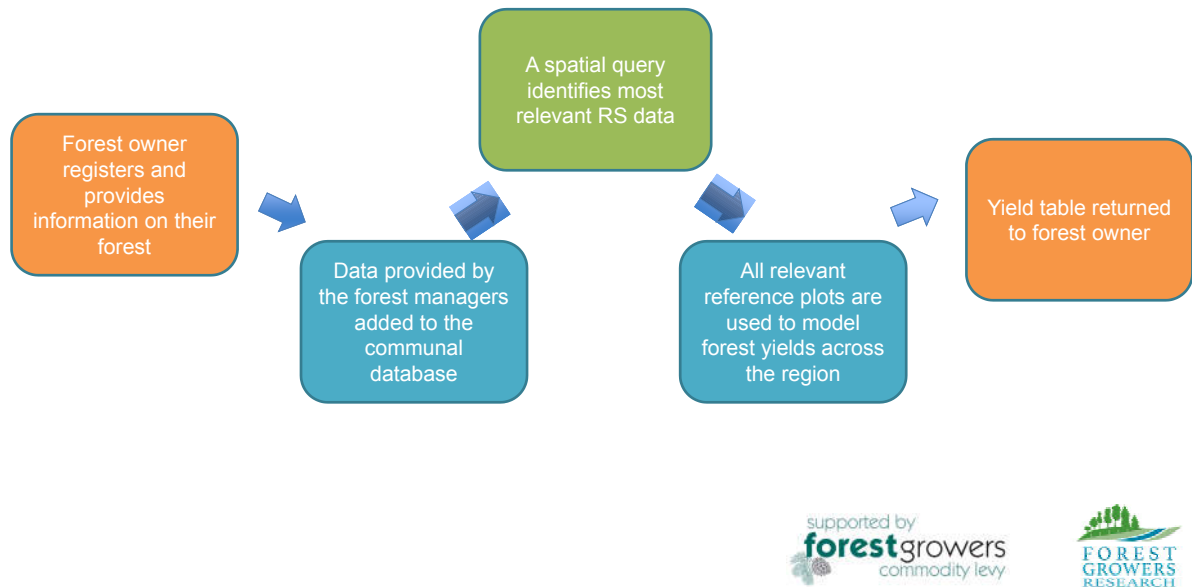 Forest owner
registers and
provides
information on their
forest
Data provided by
the forest managers
added to the
communal
database
A spatial query
identifies most
relevant RS data
All relevant
reference plots are
used to model
forest yields across
the region
Yield table returned
to forest owner
supported by
forestgrowers
commodity levy
FOREST
GROWERS
RESEARCH